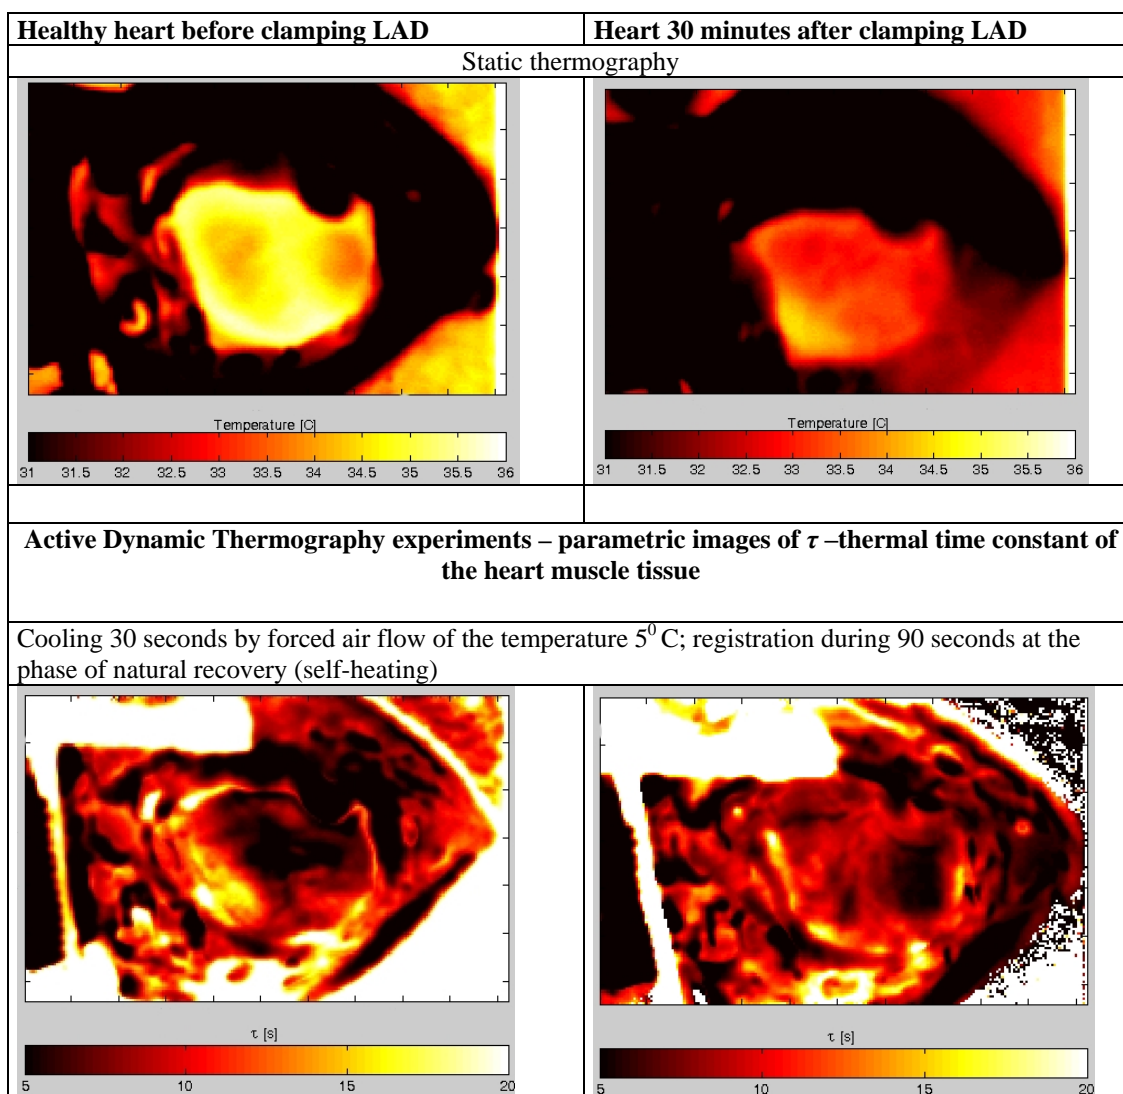 Healthy heart before clamping LAD
Heart 30 minutes after clamping LAD
Static thermography
Temperature [C]
31 31.5 32 32.5 33 33.5 34 34.5 35 35.5 36
Temperature [C]
31 31.5 32 32.5 33 33.5 34 34.5 35 35.5 36
Active Dynamic Thermography experiments – parametric images of τ –thermal time constant of
the heart muscle tissue
Cooling 30 seconds by forced air flow of the temperature 5⁰ C; registration during 90 seconds at the
phase of natural recovery (self-heating)
τ [s]
5 10 15 20
τ [s]
5 10 15 20